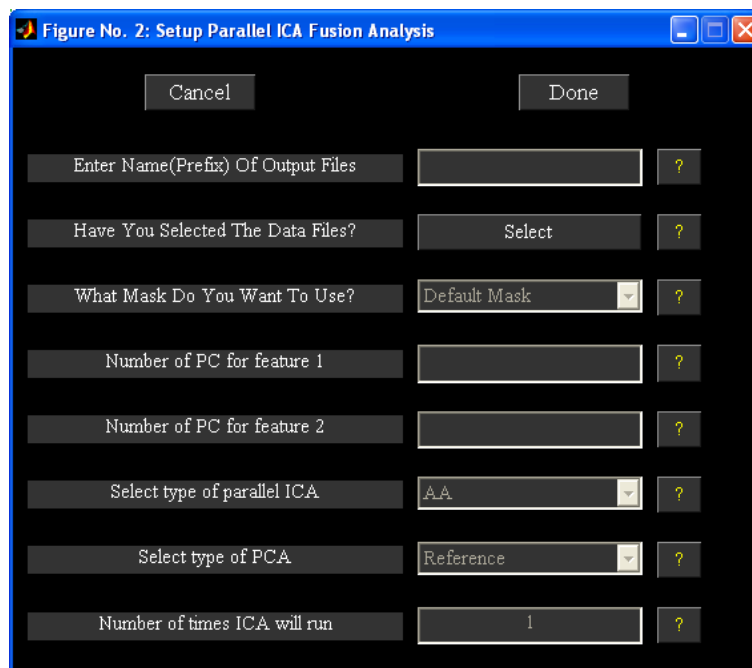 Figure No. 2: Setup Parallel ICA Fusion Analysis
Cancel
Done
Enter Name(Prefix) Of Output Files
?
Have You Selected The Data Files?
Select
?
What Mask Do You Want To Use?
Default Mask
?
Number of PC for feature 1
?
Number of PC for feature 2
?
Select type of parallel ICA
AA
?
Select type of PCA
Reference
?
Number of times ICA will run
1
?